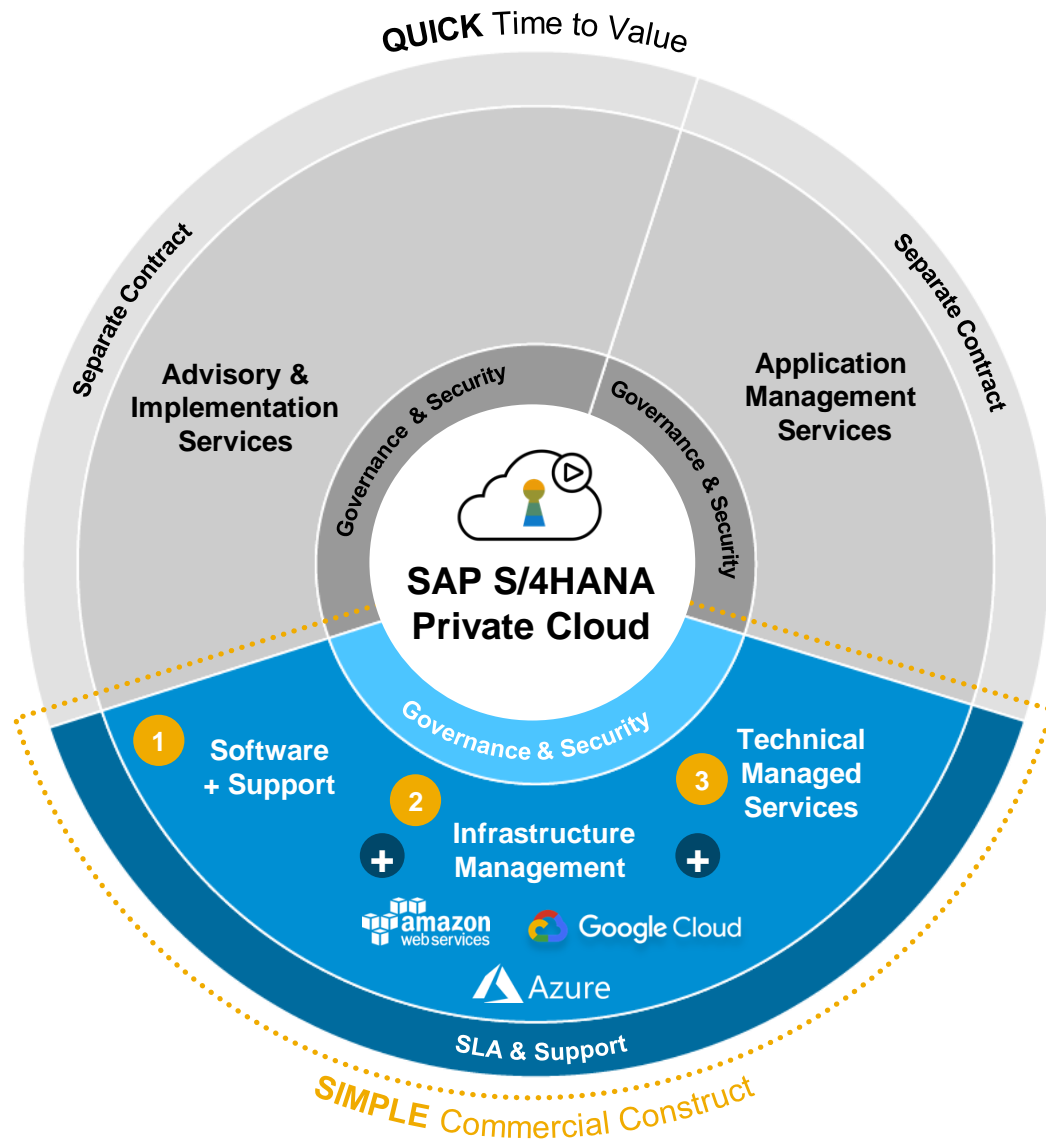 QUICK Time to Value
Separate Contract
Separate Contract
Advisory &
Implementation
Services
Application
Management
Services
Governance & Security
Governance & Security
SAP S/4HANA
Private Cloud
Governance & Security
1
Software
+ Support
2
Infrastructure
Management
3
Technical
Managed
Services
+
+
amazon
web services
Google Cloud
Azure
SLA & Support
SIMPLE Commercial Construct